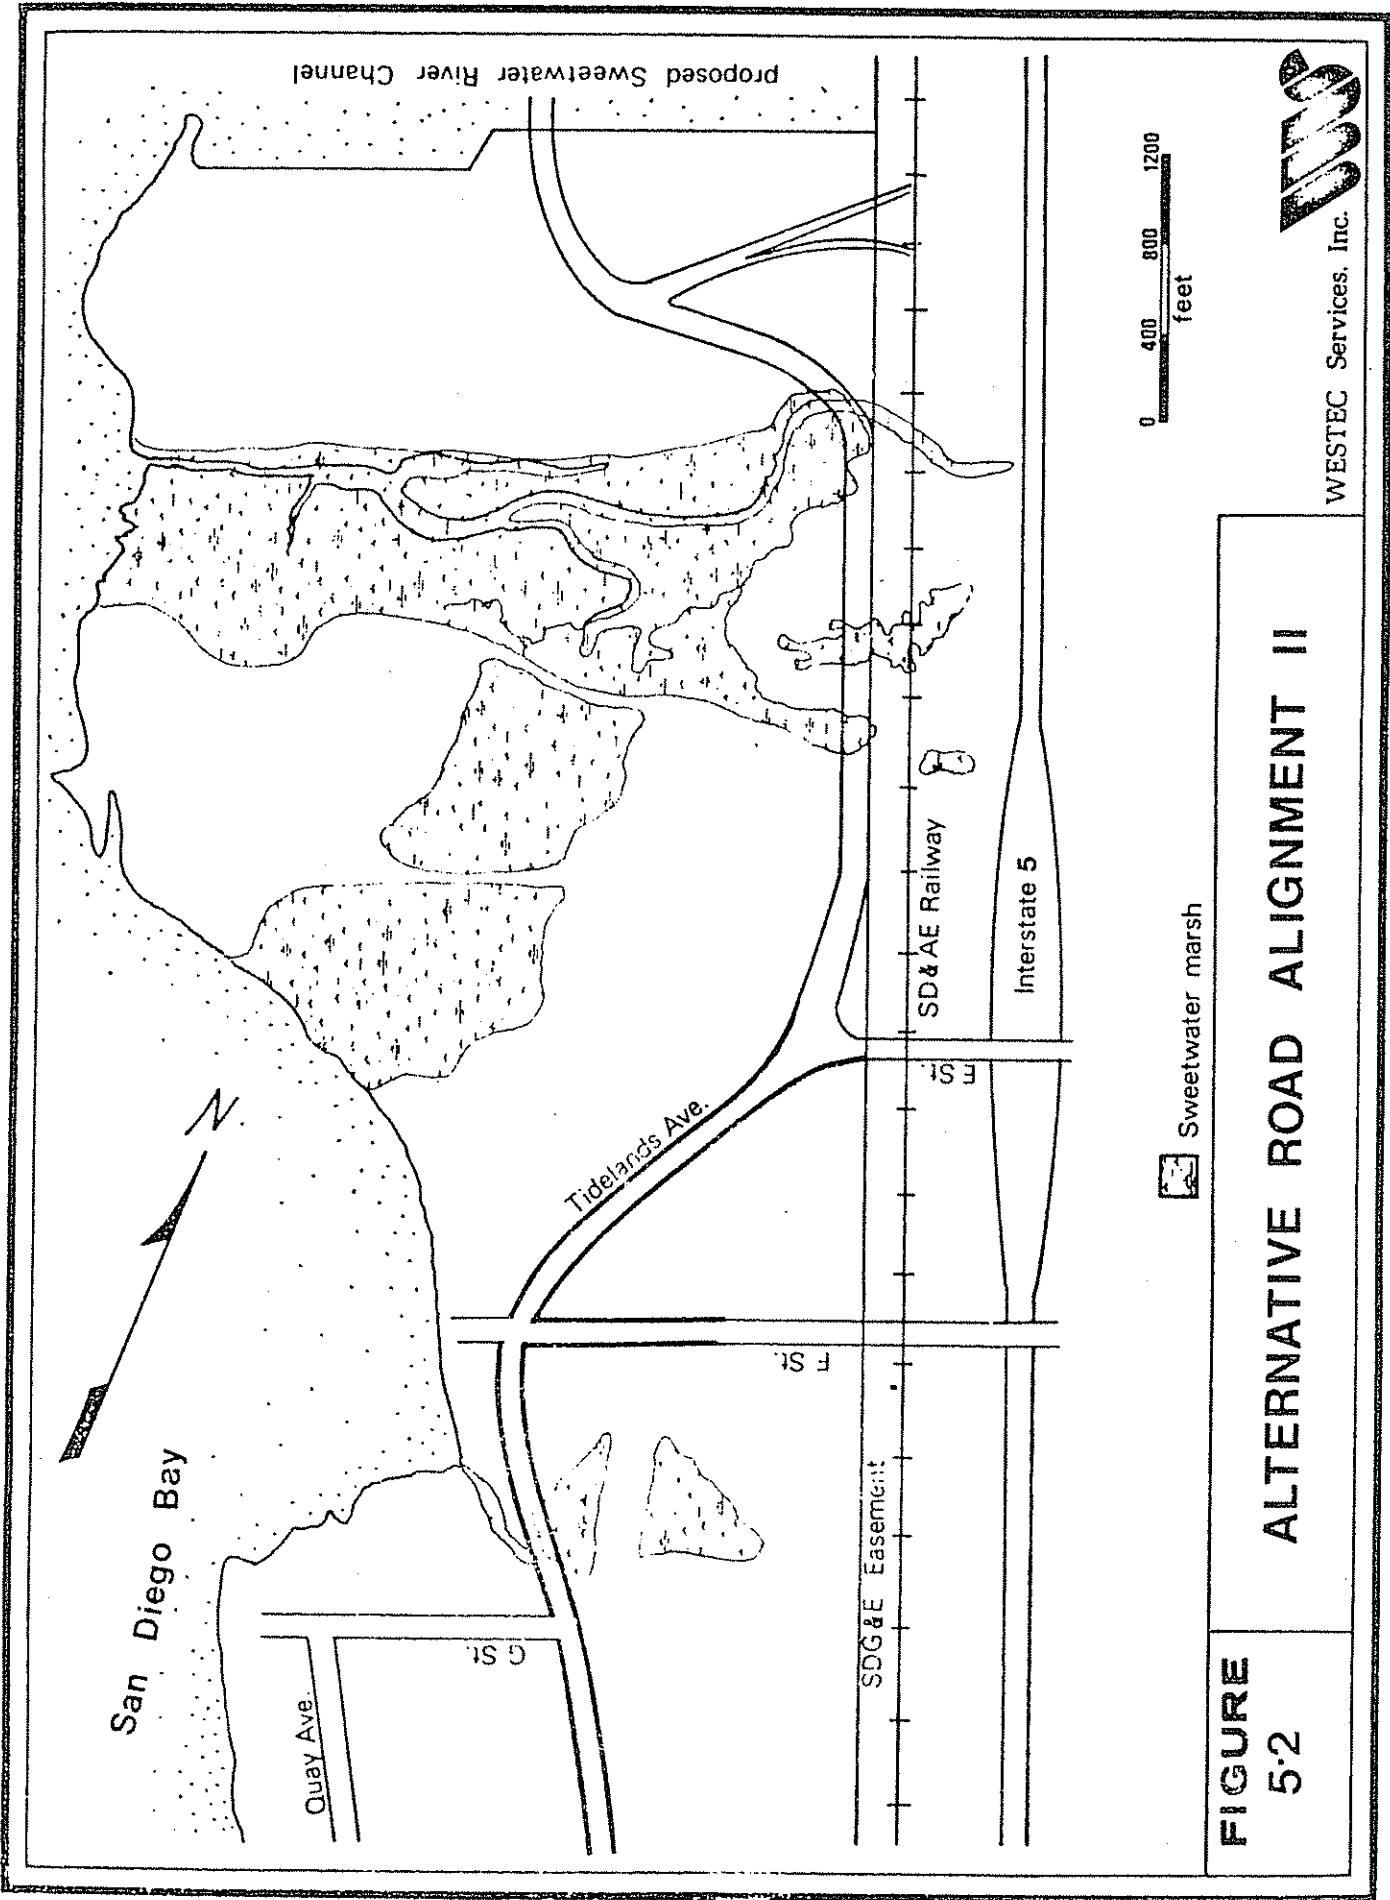 proposed Sweetwater River Channel
San Diego Bay
N
Quay Ave.
G St.
Tidelands Ave.
F St.
E St.
SDG&E Easement
SD&AE Railway
Interstate 5
Sweetwater marsh
0 400 800 1200
feet
FIGURE
5·2
ALTERNATIVE ROAD ALIGNMENT II
WESTEC Services, Inc.